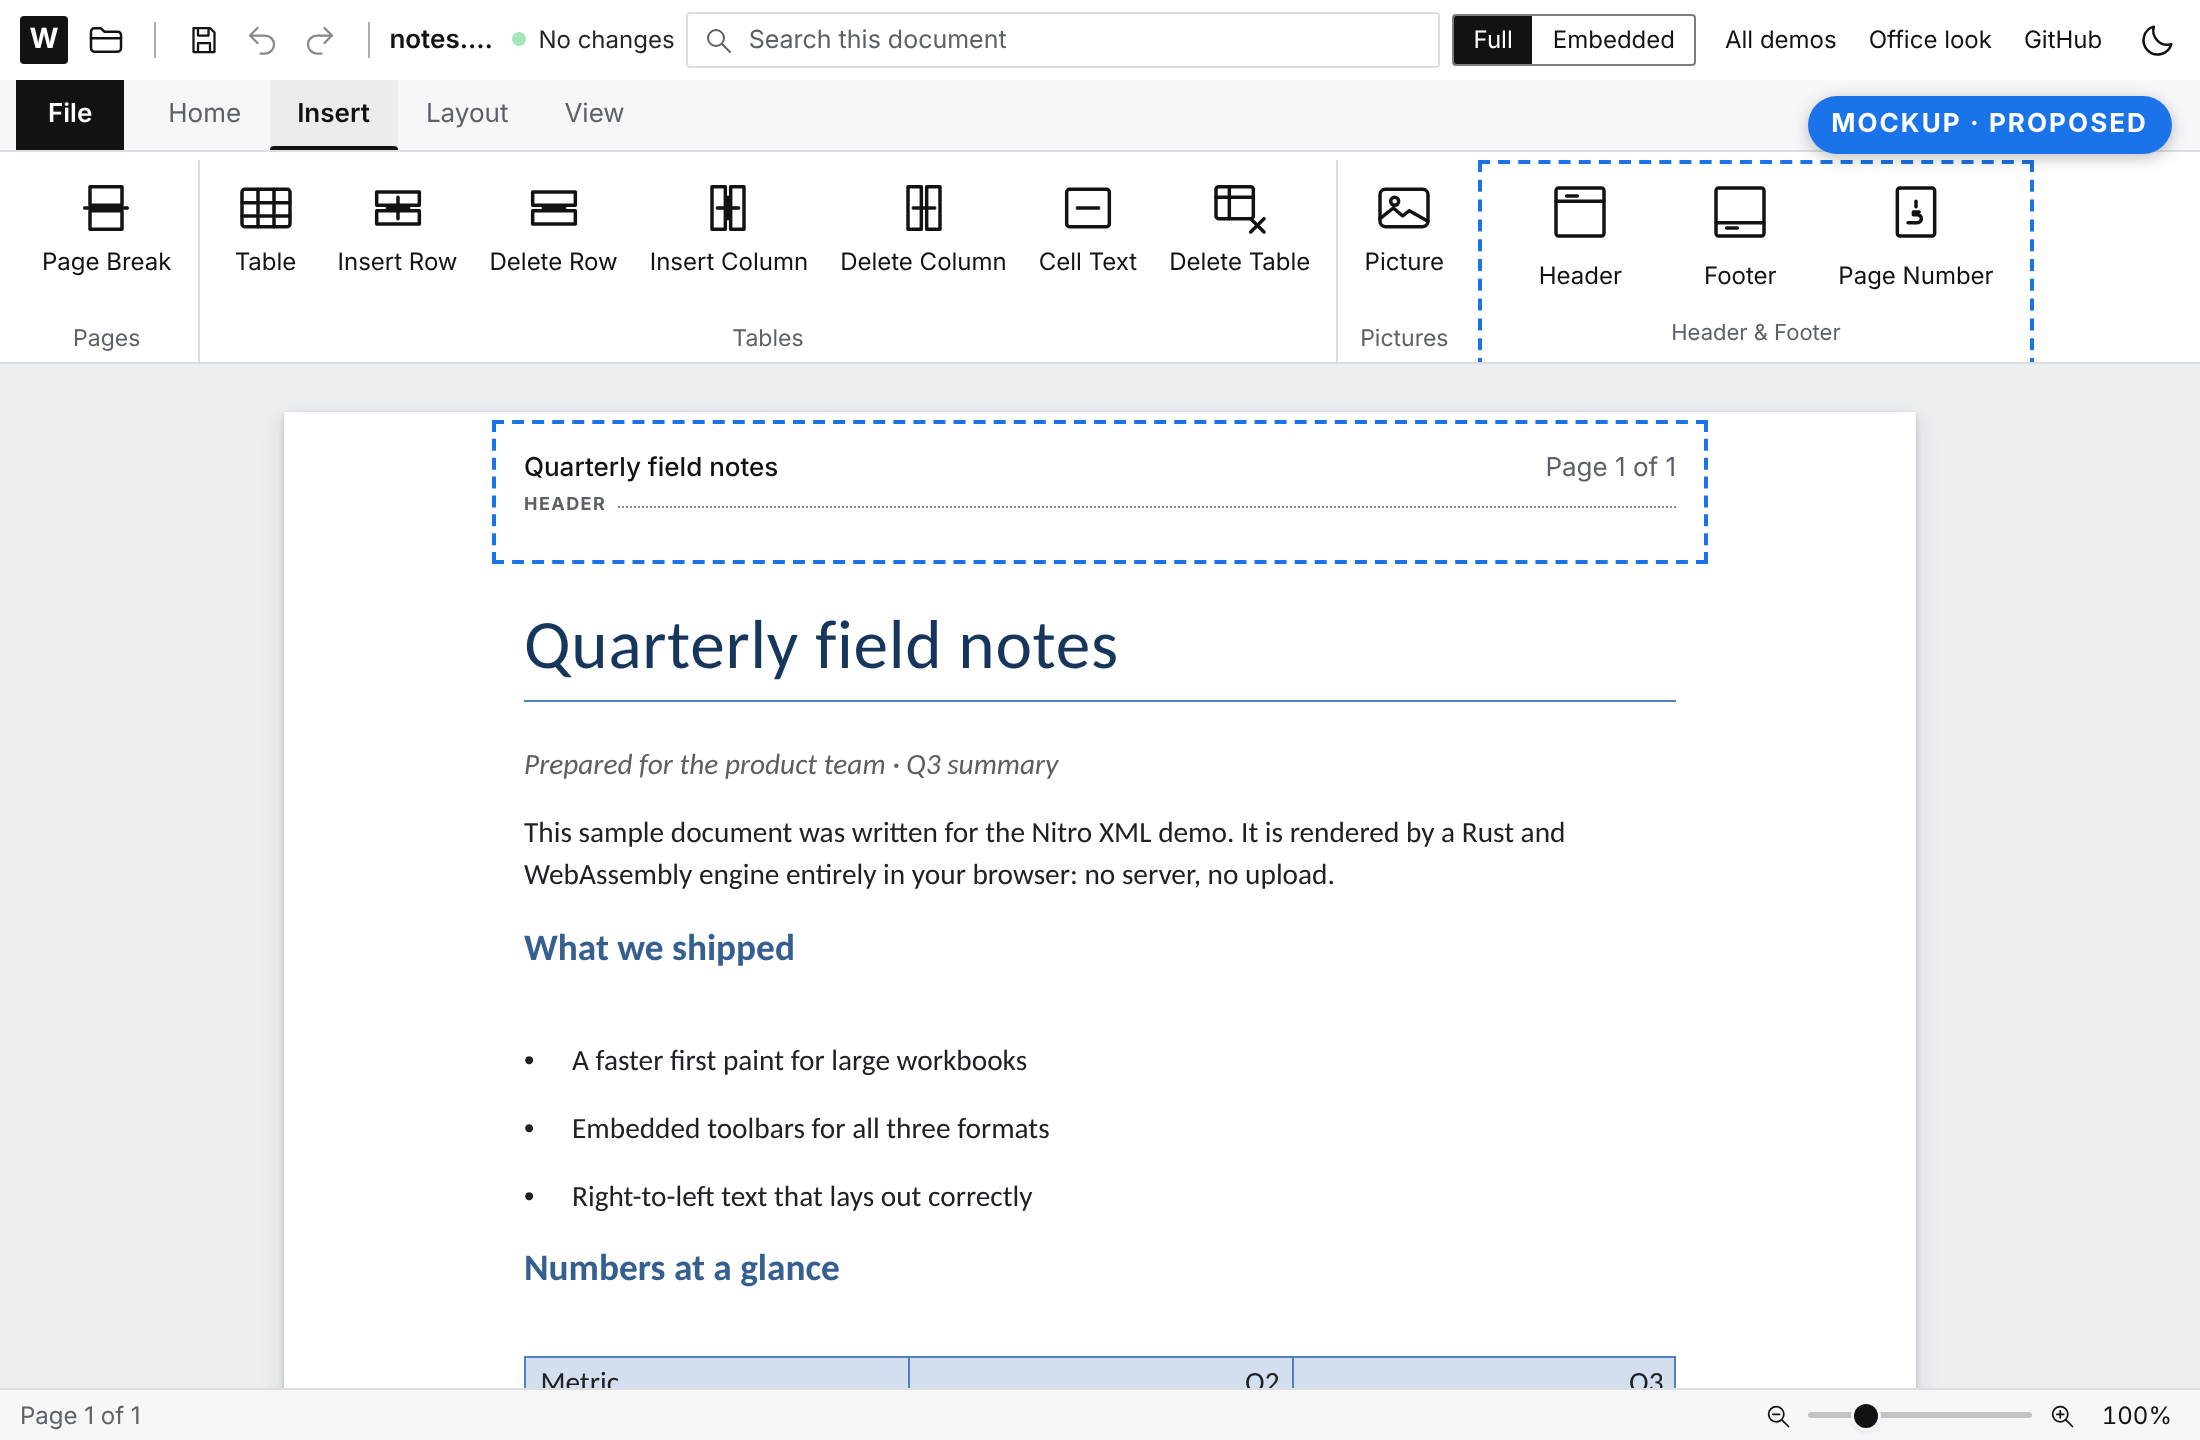 W notes.... No changes Search this document Full Embedded All demos Office look GitHub
File Home Insert Layout View
MOCKUP · PROPOSED
Page Break Table Insert Row Delete Row Insert Column Delete Column Cell Text Delete Table Picture Header Footer Page Number
Pages Tables Pictures Header & Footer
Quarterly field notes Page 1 of 1
HEADER
Quarterly field notes
Prepared for the product team · Q3 summary
This sample document was written for the Nitro XML demo. It is rendered by a Rust and
WebAssembly engine entirely in your browser: no server, no upload.
What we shipped
• A faster first paint for large workbooks
• Embedded toolbars for all three formats
• Right-to-left text that lays out correctly
Numbers at a glance
Metric Q2 Q3
Page 1 of 1 100%